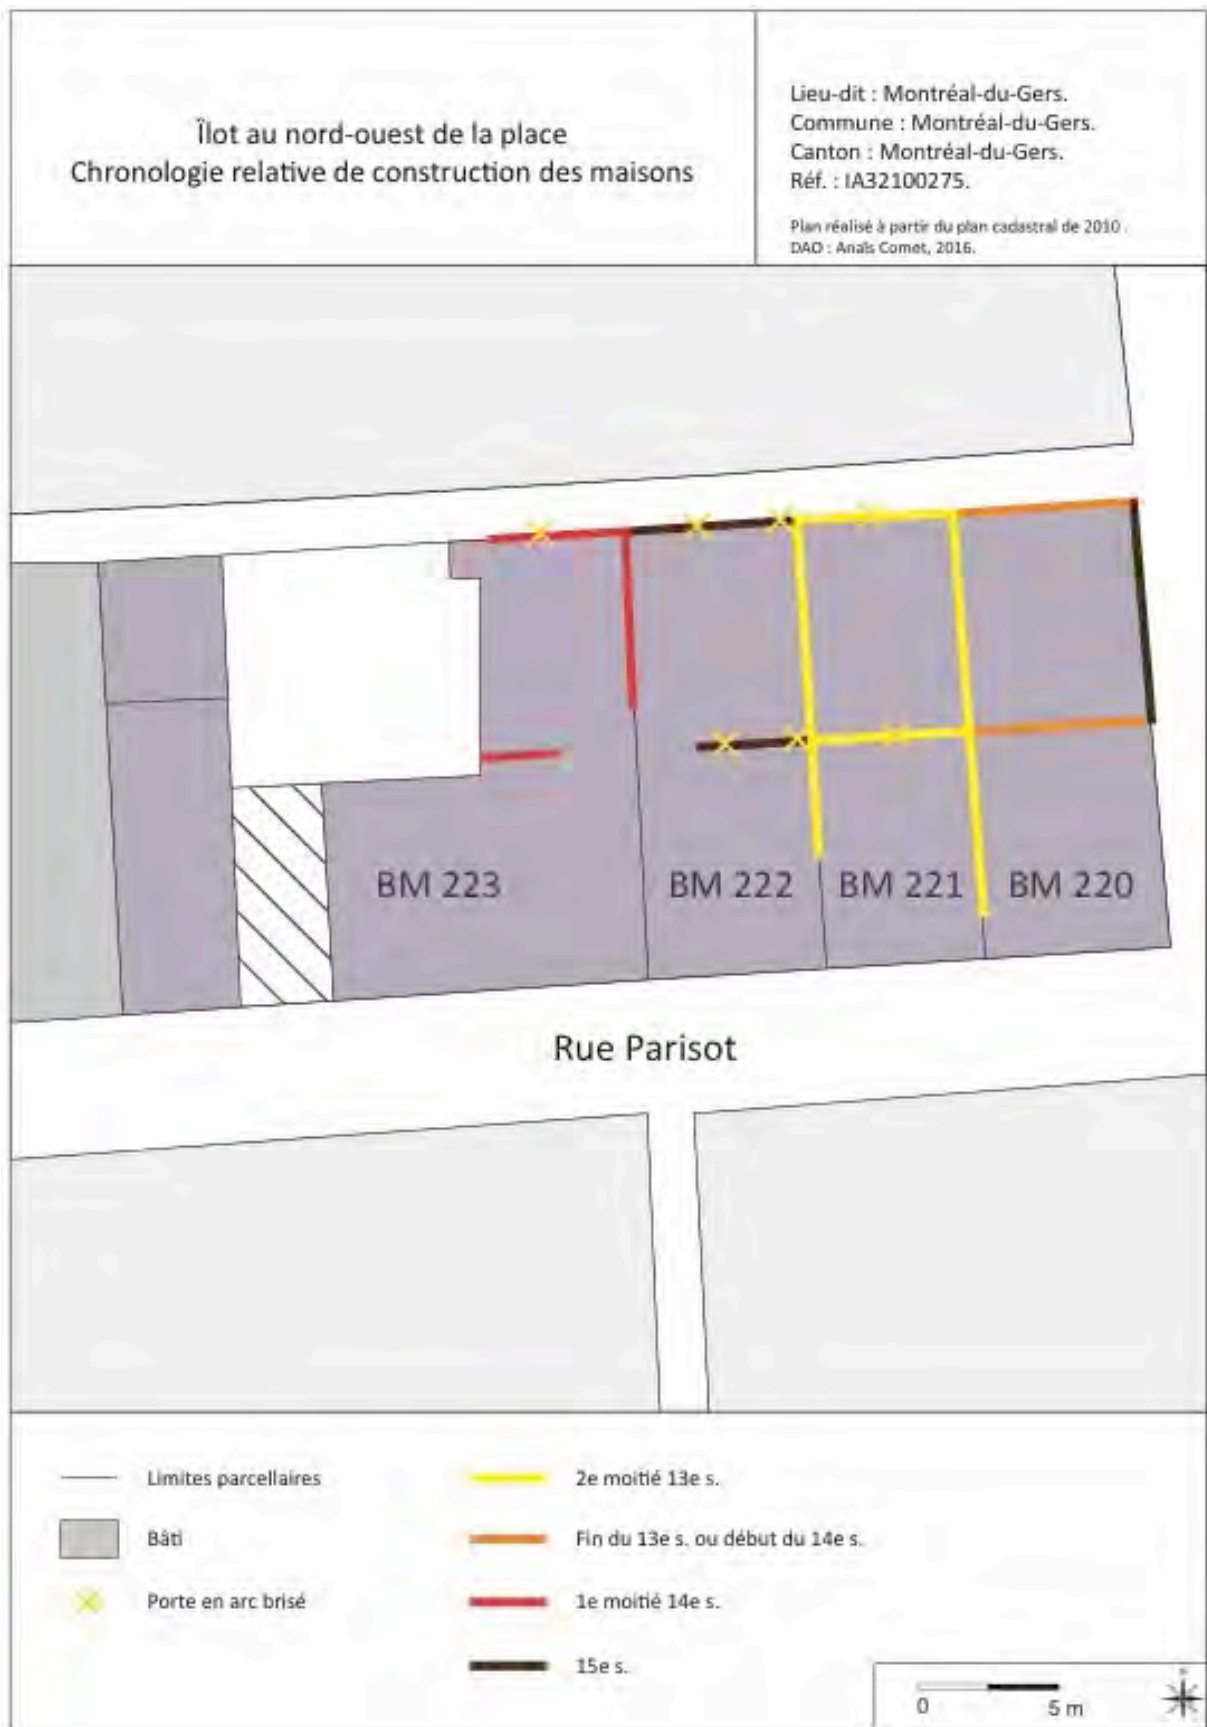 Îlot au nord-ouest de la place
Chronologie relative de construction des maisons
Lieu-dit : Montréal-du-Gers.
Commune : Montréal-du-Gers.
Canton : Montréal-du-Gers.
Réf. : IA32100275.
Plan réalisé à partir du plan cadastral de 2010 .
DAO : Anaïs Comet, 2016.
BM 223 BM 222 BM 221 BM 220
Rue Parisot
Limites parcellaires
Bâti
Porte en arc brisé
2e moitié 13e s.
Fin du 13e s. ou début du 14e s.
1e moitié 14e s.
15e s.
0 5 m